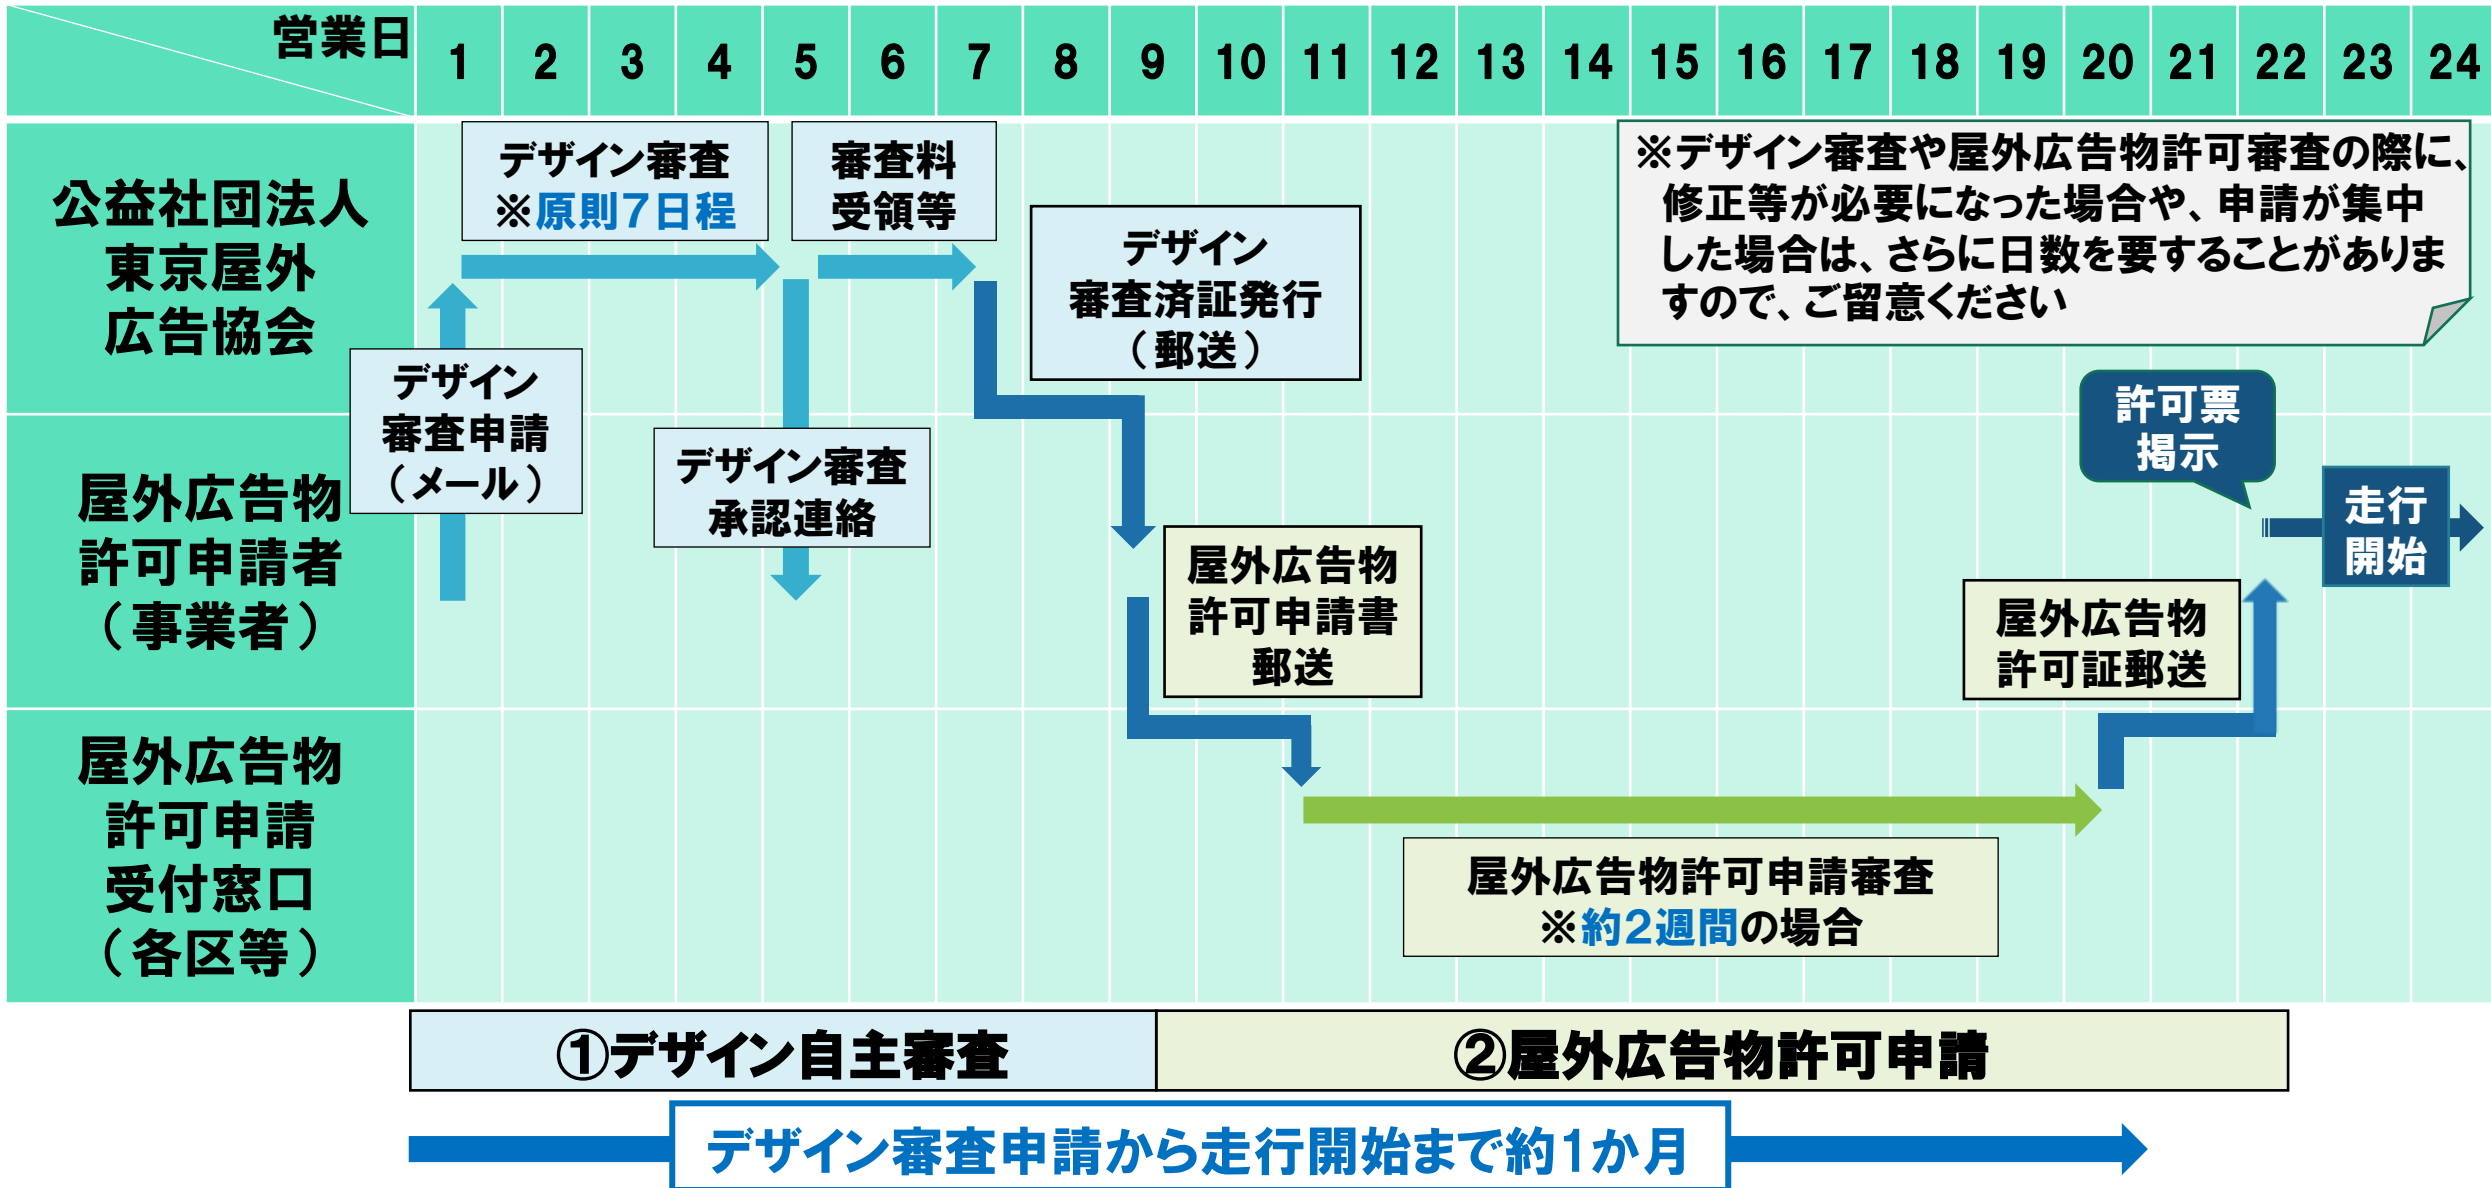 営業日
1 2 3 4 5 6 7 8 9 10 11 12 13 14 15 16 17 18 19 20 21 22 23 24
公益社団法人
東京屋外
広告協会
デザイン審査
※原則7日程
審査料
受領等
デザイン
審査済証発行
（郵送）
※デザイン審査や屋外広告物許可審査の際に、
修正等が必要になった場合や、申請が集中
した場合は、さらに日数を要することがありま
すので、ご留意ください
デザイン
審査申請
（メール）
屋外広告物
許可申請者
（事業者）
デザイン審査
承認連絡
屋外広告物
許可申請書
郵送
許可票
掲示
走行
開始
屋外広告物
許可証郵送
屋外広告物
許可申請
受付窓口
（各区等）
屋外広告物許可申請審査
※約2週間の場合
①デザイン自主審査
②屋外広告物許可申請
デザイン審査申請から走行開始まで約1か月